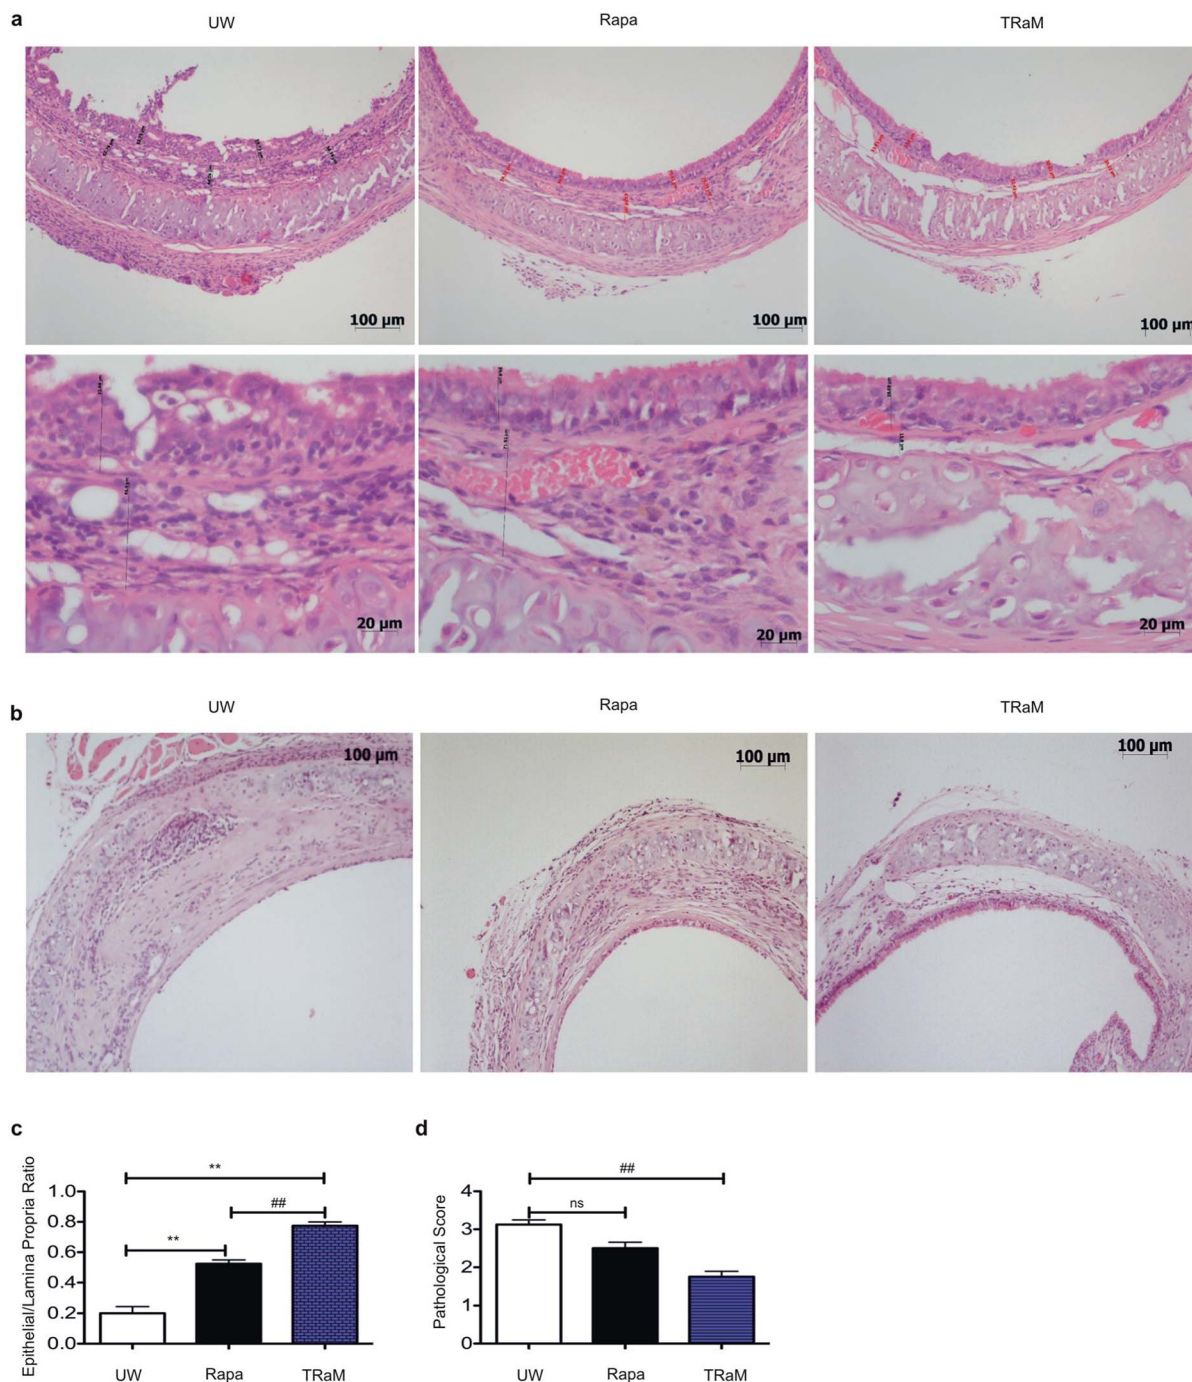 a
UW Rapa TRaM
100 µm 100 µm 100 µm
20 µm 20 µm 20 µm
b
UW Rapa TRaM
100 µm 100 µm 100 µm
c
Epithelial/Lamina Propria Ratio
**
##
**
1.0
0.8
0.6
0.4
0.2
0.0
UW Rapa TRaM
d
Pathological Score
##
ns
4
3
2
1
0
UW Rapa TRaM